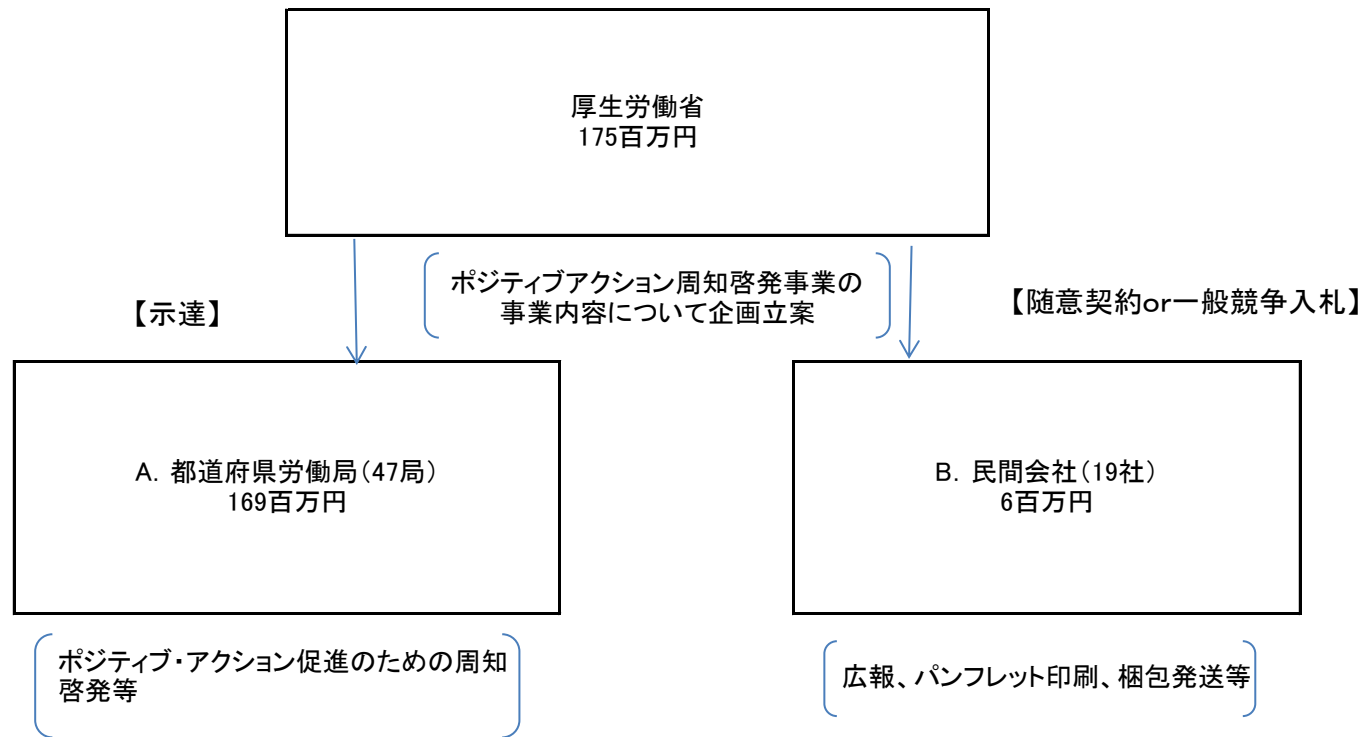 厚生労働省
175百万円
ポジティブアクション周知啓発事業の
事業内容について企画立案
【示達】
【随意契約or一般競争入札】
A. 都道府県労働局(47局)
169百万円
B. 民間会社(19社)
6百万円
ポジティブ・アクション促進のための周知
啓発等
広報、パンフレット印刷、梱包発送等